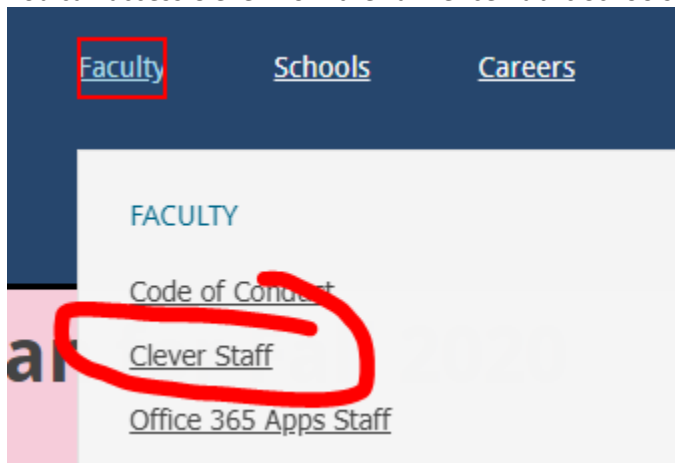 Faculty Schools Careers
FACULTY
Code of Conduct
Clever Staff
Office 365 Apps Staff